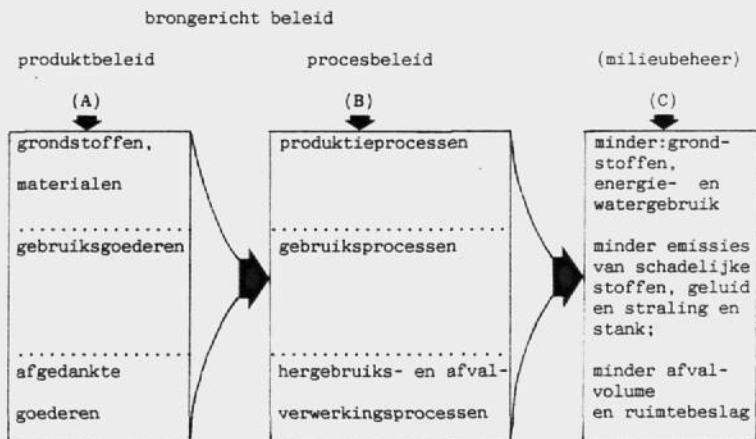 brongericht beleid
produktbeleid
procesbeleid
(milieubeheer)
(A)
(B)
(C)
grondstoffen,
materialen
gebruiksgoederen
afgedankte
goederen
produktieprocessen
gebruiksprocessen
hergebruiks- en afval-
verwerkingsprocessen
minder:grond-
stoffen,
energie- en
watergebruik
minder emissies
van schadelijke
stoffen, geluid
en straling en
stank;
minder afval-
volume
en ruimtebeslag